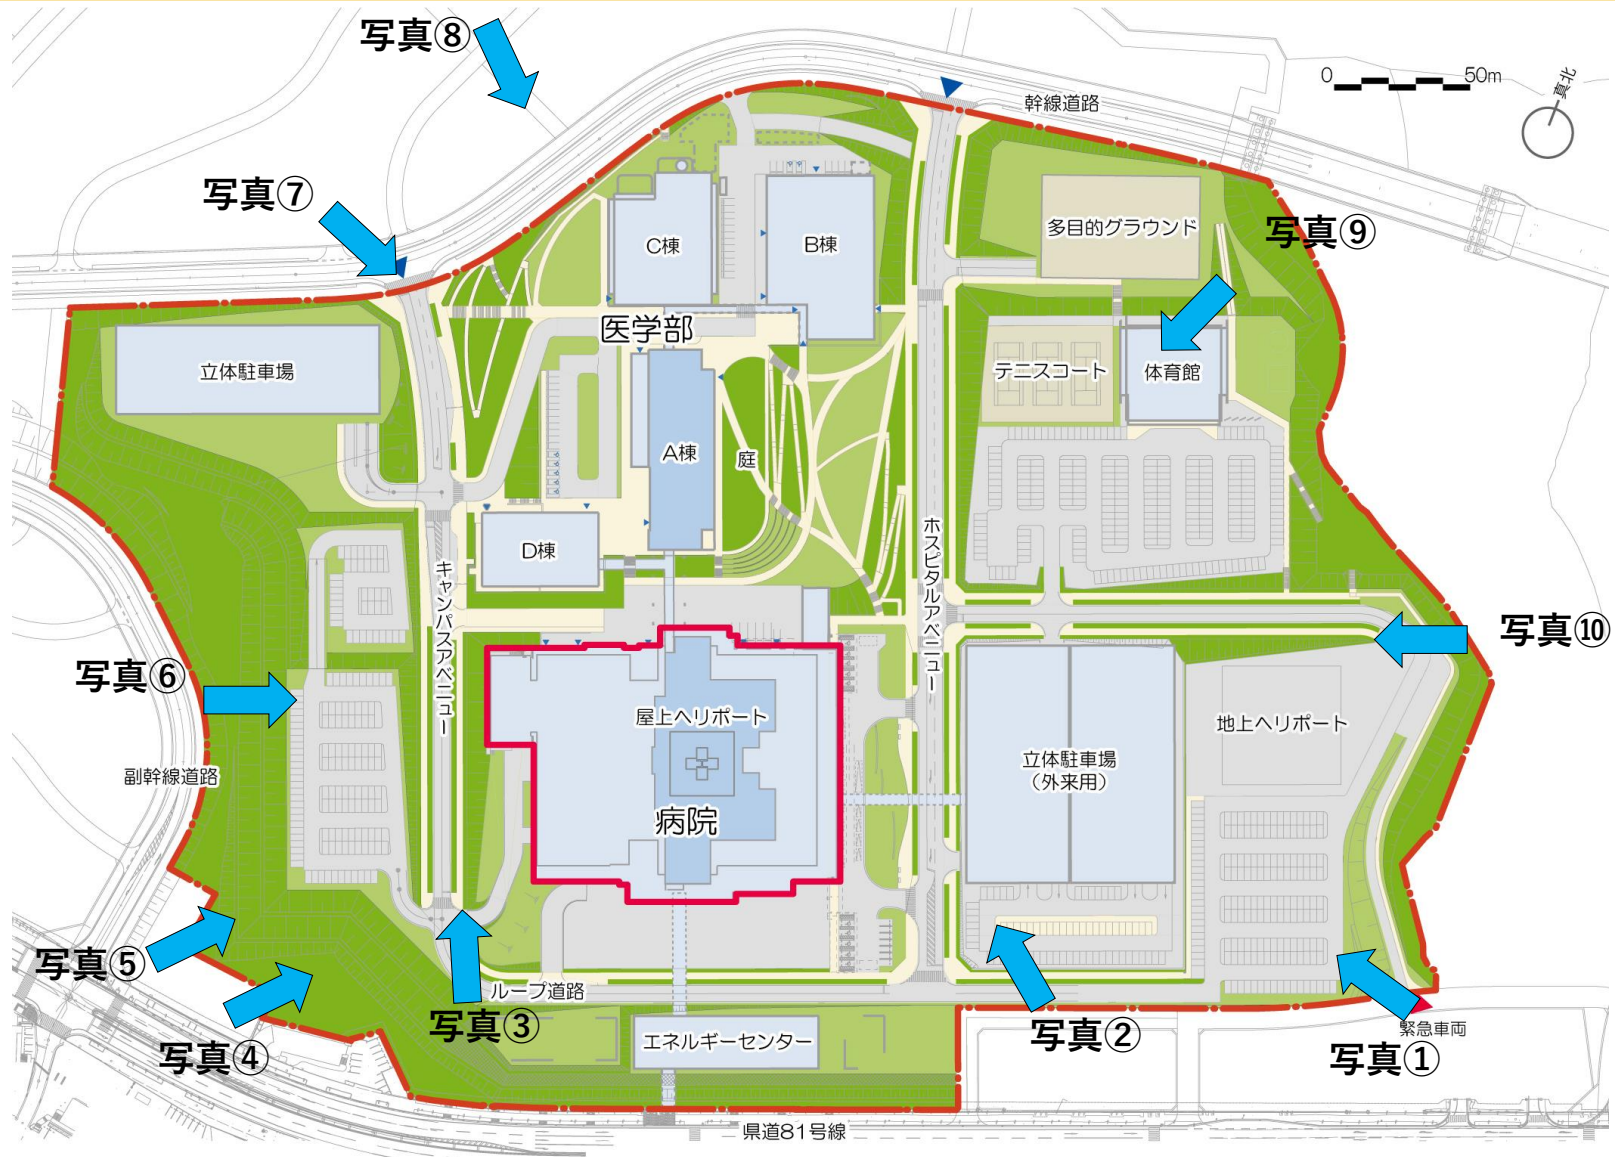 写真⑧
0 50m
真北
幹線道路
写真⑦
多目的グラウンド
写真⑨
C棟
B棟
医学部
立体駐車場
テニスコート
体育館
A棟
庭
D棟
ホスピタルアベニュー
キャンパスアベニュー
写真⑩
写真⑥
屋上ヘリポート
地上ヘリポート
副幹線道路
立体駐車場
（外来用）
病院
写真⑤
ループ道路
写真③
写真②
緊急車両
写真④
エネルギーセンター
写真①
県道81号線